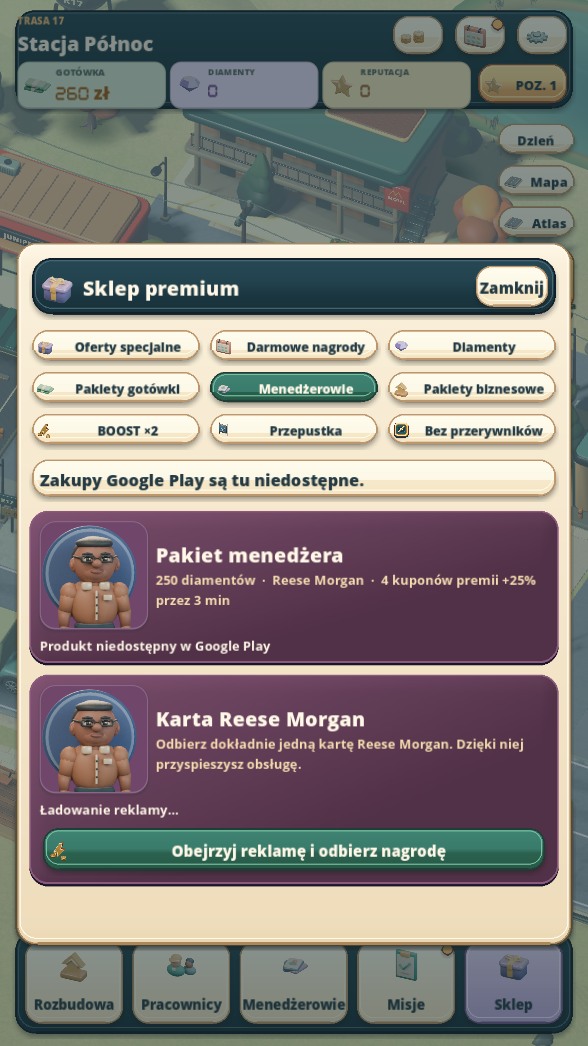 TRASA 17
Stacja Północ
GOTÓWKA
260 zł
DIAMENTY
0
REPUTACJA
0
POZ. 1
Dzień
Mapa
Atlas
Sklep premium
Zamknij
Oferty specjalne
Darmowe nagrody
Diamenty
Pakiety gotówki
Menedżerowie
Pakiety biznesowe
BOOST ×2
Przepustka
Bez przerywników
Zakupy Google Play są tu niedostępne.
Pakiet menedżera
250 diamentów · Reese Morgan · 4 kuponów premii +25%
przez 3 min
Produkt niedostępny w Google Play
Karta Reese Morgan
Odbierz dokładnie jedną kartę Reese Morgan. Dzięki niej
przyspieszysz obsługę.
Ładowanie reklamy...
Obejrzyj reklamę i odbierz nagrodę
Rozbudowa
Pracownicy
Menedżerowie
Misje
Sklep